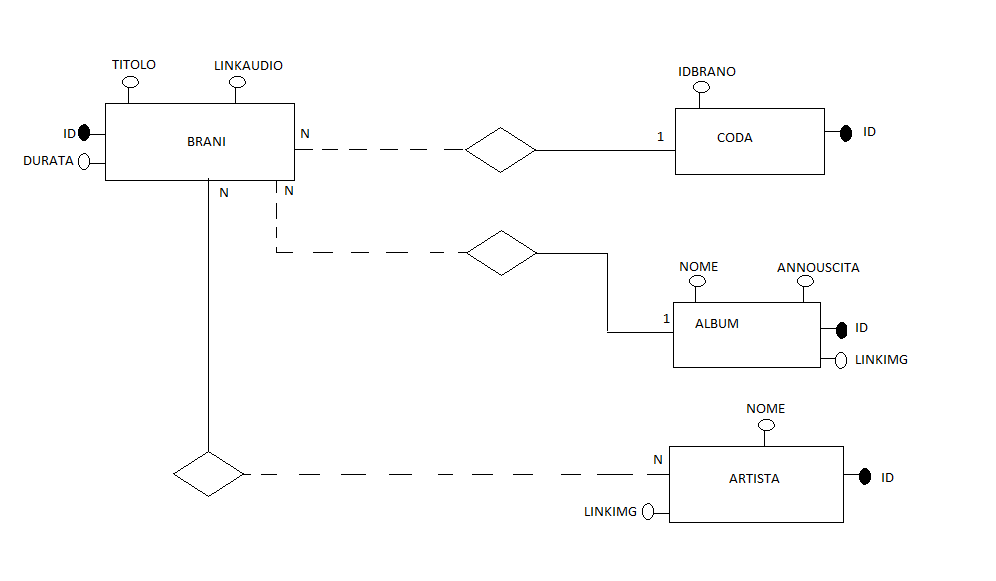 TITOLO
LINKAUDIO
ID
DURATA
BRANI
N
N
N
IDBRANO
1
CODA
ID
NOME
ANNOUSCITA
1
ALBUM
ID
LINKIMG
NOME
N
ARTISTA
ID
LINKIMG